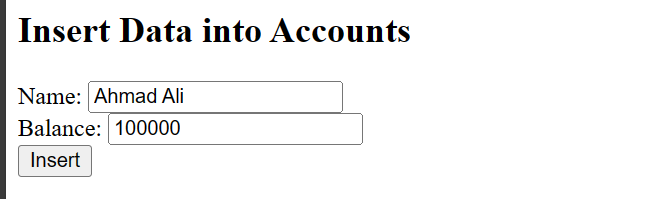 Insert Data into Accounts
Name: Ahmad Ali
Balance: 100000
Insert